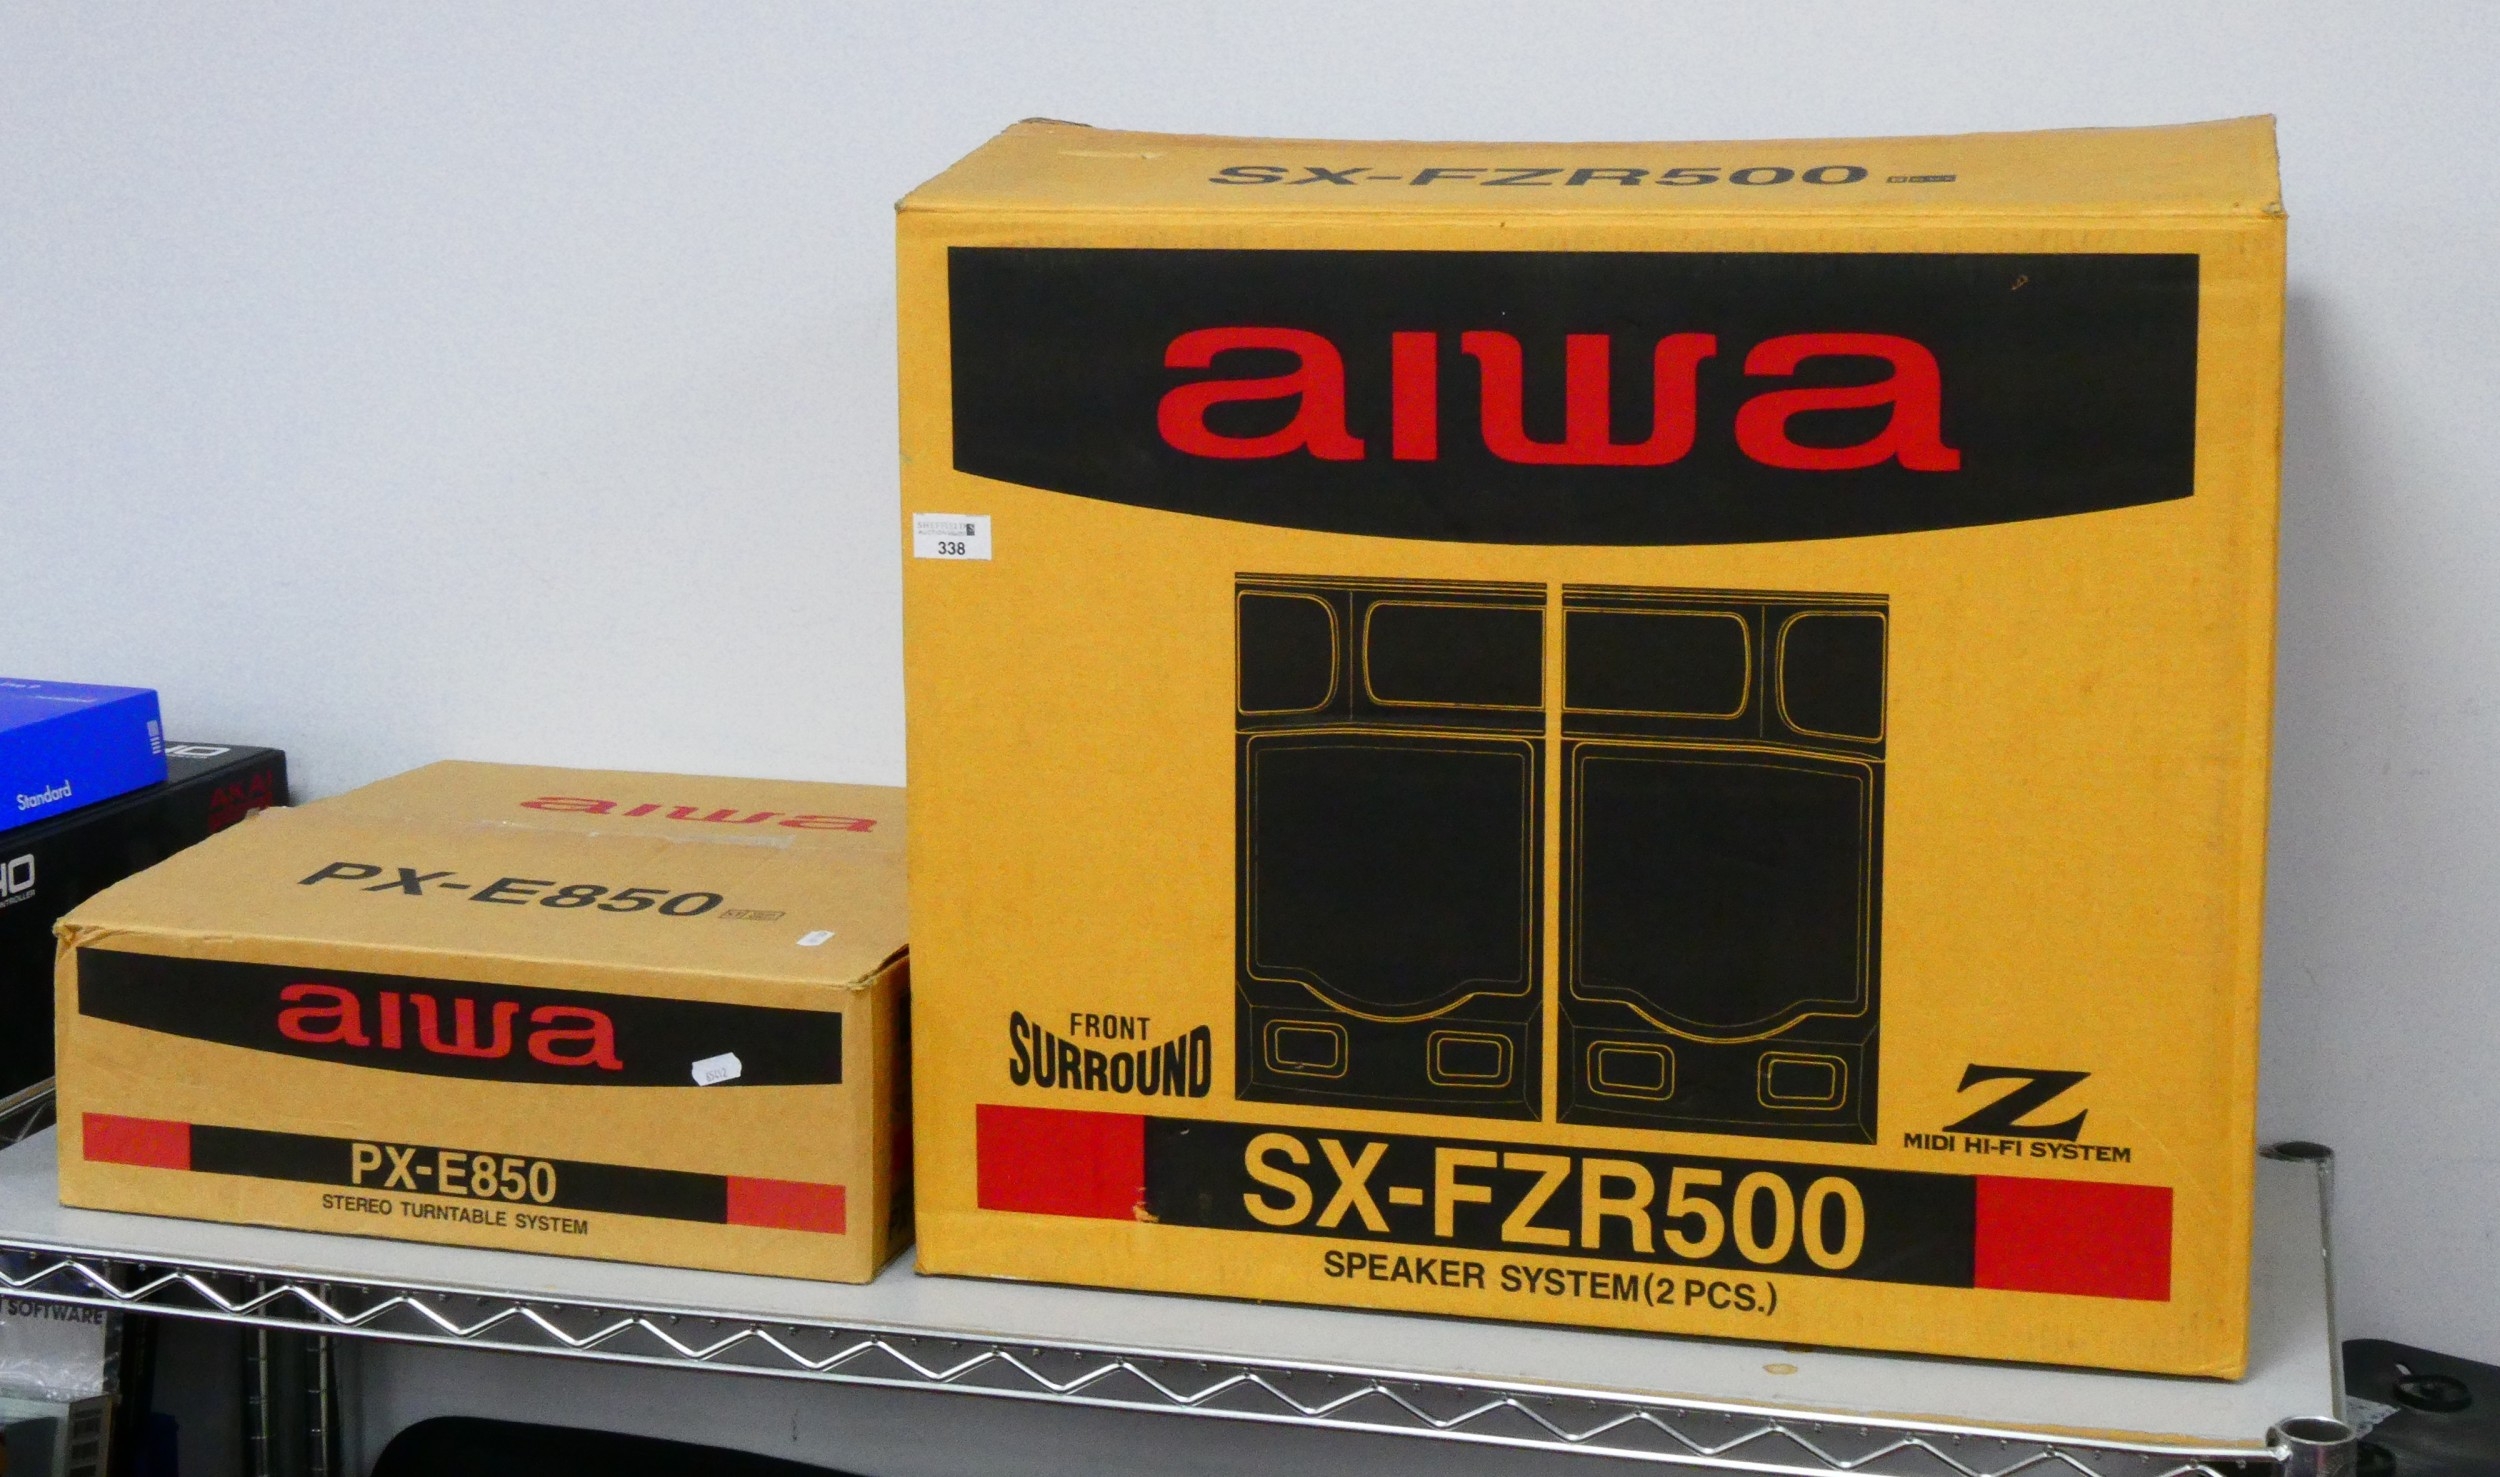 SX-FZR500
aiwa
338
FRONT
SURROUND
Z
MIDI HI-FI SYSTEM
SX-FZR500
SPEAKER SYSTEM (2 PCS.)
aiwa
PX-E850
aiwa
PX-E850
STEREO TURNTABLE SYSTEM
Standard
AKAI
SOFTWARE